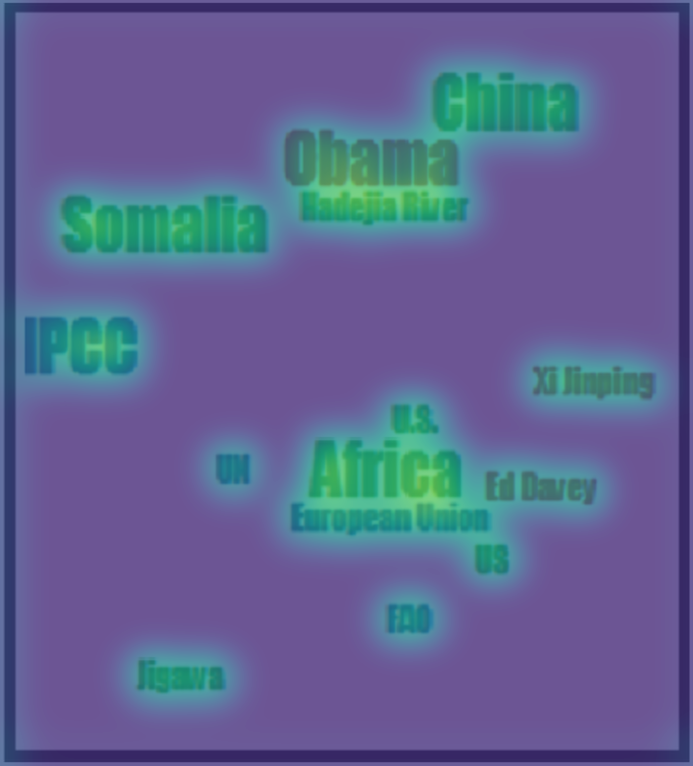 China
Obama
Hadejia River
Somalia
IPCC
Xi Jinping
U.S.
UN
Africa
Ed Davey
European Union
US
FAO
Jigawa